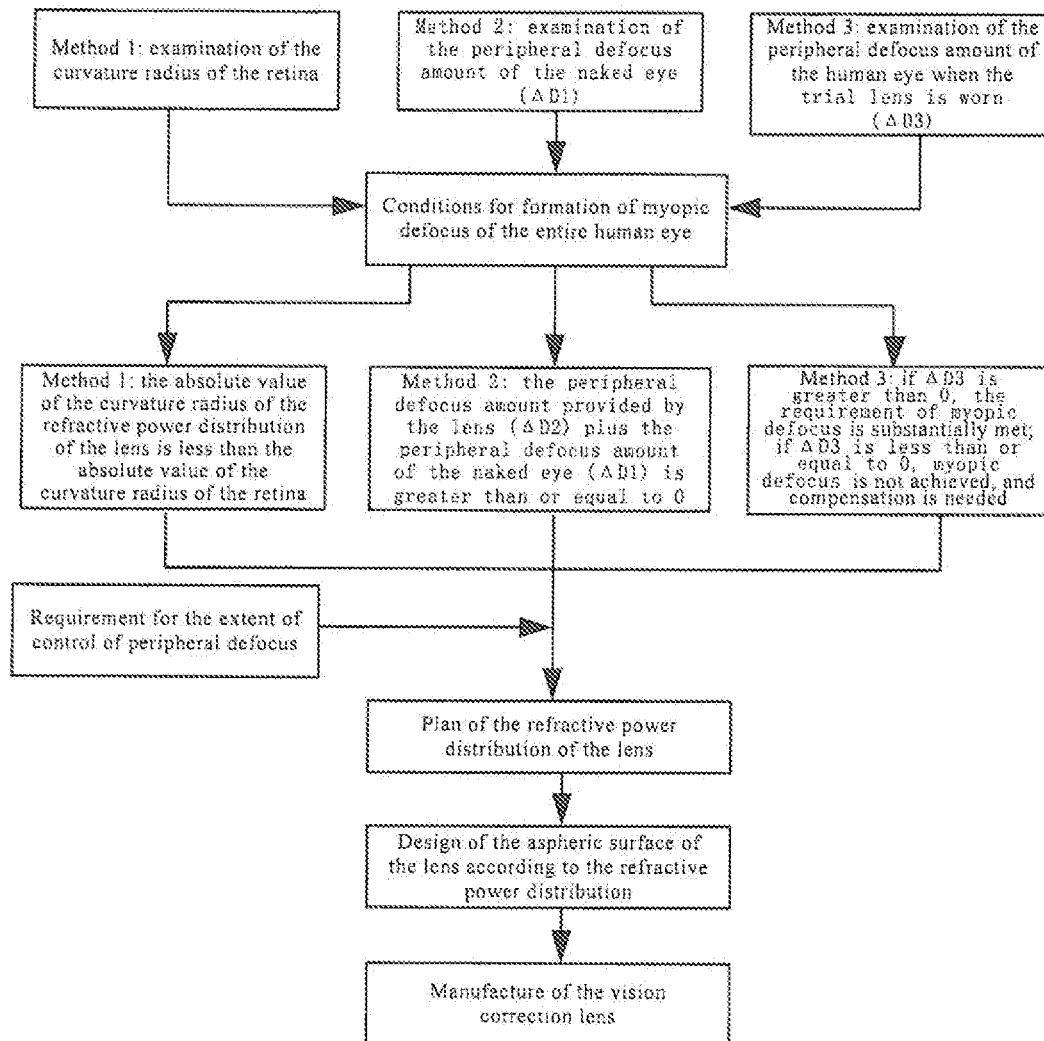 Method 1: examination of the
curvature radius of the retina
Method 2: examination of
the peripheral defocus
amount of the naked eye
(ΔD1)
Method 3: examination of the
peripheral defocus amount of
the human eye when the
trial lens is worn
(ΔD3)
Conditions for formation of myopic
defocus of the entire human eye
Method 1: the absolute value
of the curvature radius of the
refractive power distribution
of the lens is less than the
absolute value of the
curvature radius of the retina
Method 2: the peripheral
defocus amount provided by
the lens (ΔD2) plus the
peripheral defocus amount
of the naked eye (ΔD1) is
greater than or equal to 0
Method 3: if ΔD3 is
greater than 0, the
requirement of myopic
defocus is substantially met;
if ΔD3 is less than or
equal to 0, myopic
defocus is not achieved, and
compensation is needed
Requirement for the extent of
control of peripheral defocus
Plan of the refractive power
distribution of the lens
Design of the aspheric surface of
the lens according to the refractive
power distribution
Manufacture of the vision
correction lens